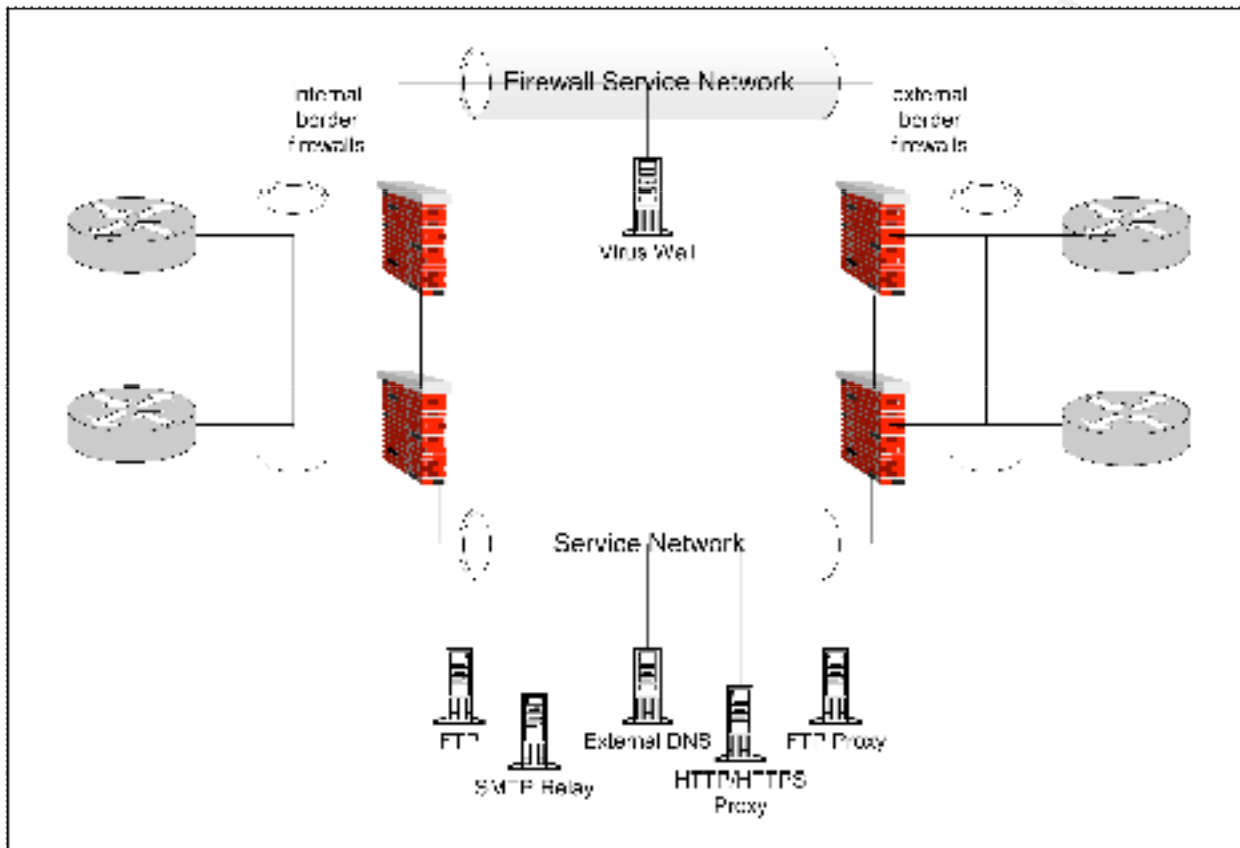 Firewall Service Network
internal
border
firewalls
external
border
firewalls
Virus Wall
Service Network
FTP
SMTP Relay
External DNS
HTTP/HTTPS
Proxy
FTP Proxy